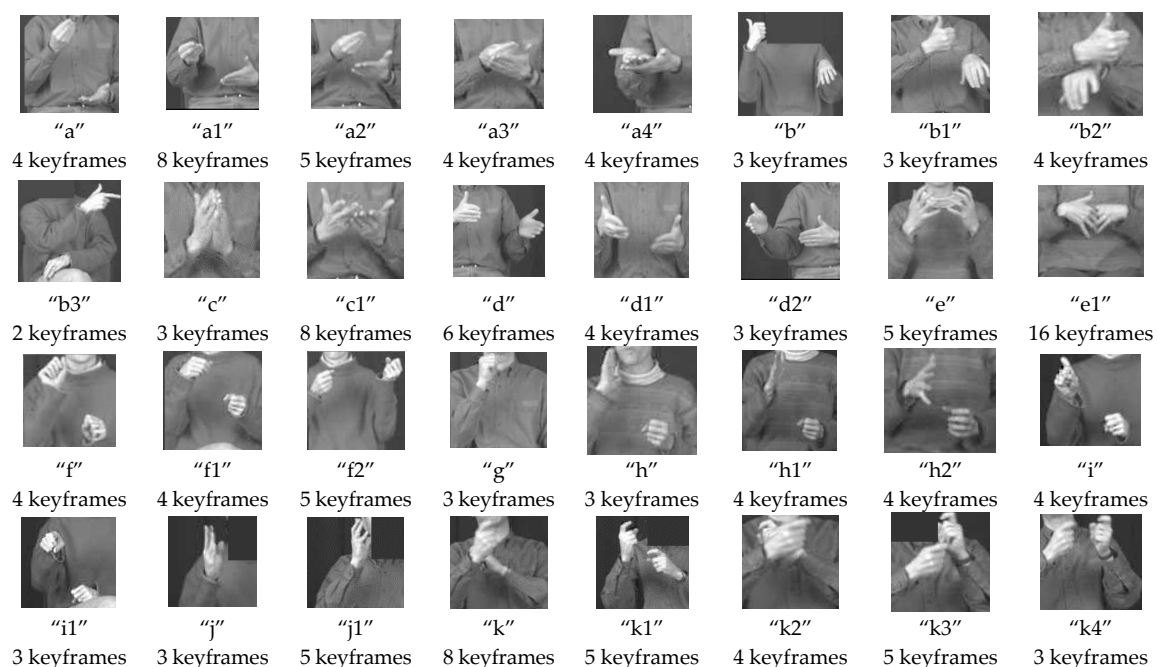 “a” “a1” “a2” “a3” “a4” “b” “b1” “b2”
4 keyframes 8 keyframes 5 keyframes 4 keyframes 4 keyframes 3 keyframes 3 keyframes 4 keyframes
“b3” “c” “c1” “d” “d1” “d2” “e” “e1”
2 keyframes 3 keyframes 8 keyframes 6 keyframes 4 keyframes 3 keyframes 5 keyframes 16 keyframes
“f” “f1” “f2” “g” “h” “h1” “h2” “i”
4 keyframes 4 keyframes 5 keyframes 3 keyframes 3 keyframes 4 keyframes 4 keyframes 4 keyframes
“i1” “j” “j1” “k” “k1” “k2” “k3” “k4”
3 keyframes 3 keyframes 5 keyframes 8 keyframes 5 keyframes 4 keyframes 5 keyframes 3 keyframes